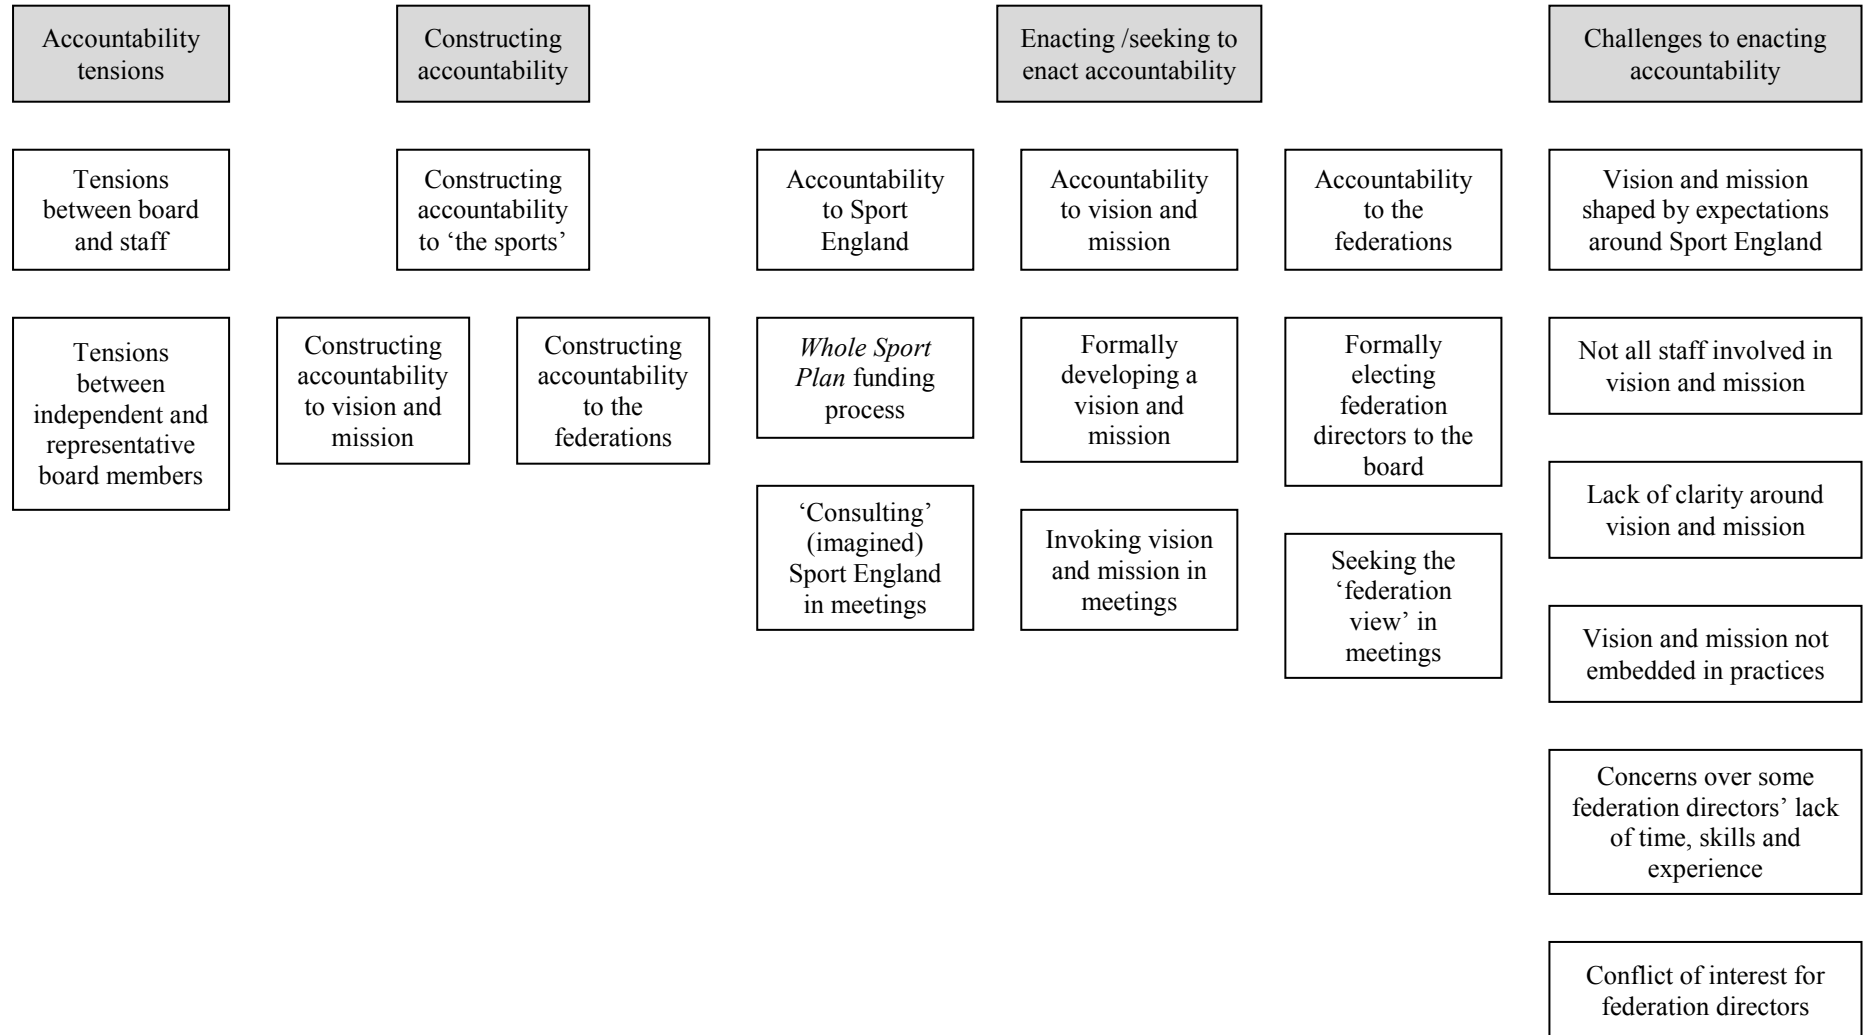 Accountability
tensions
Constructing
accountability
Enacting /seeking to
enact accountability
Challenges to enacting
accountability
Tensions
between board
and staff
Constructing
accountability
to ‘the sports’
Accountability
to Sport
England
Accountability
to vision and
mission
Accountability
to the
federations
Vision and mission
shaped by expectations
around Sport England
Tensions
between
independent and
representative
board members
Constructing
accountability
to vision and
mission
Constructing
accountability
to the
federations
Whole Sport
Plan funding
process
Formally
developing a
vision and
mission
Formally
electing
federation
directors to the
board
Not all staff involved in
vision and mission
‘Consulting’
(imagined)
Sport England
in meetings
Invoking vision
and mission in
meetings
Seeking the
‘federation
view’ in
meetings
Lack of clarity around
vision and mission
Vision and mission not
embedded in practices
Concerns over some
federation directors’ lack
of time, skills and
experience
Conflict of interest for
federation directors